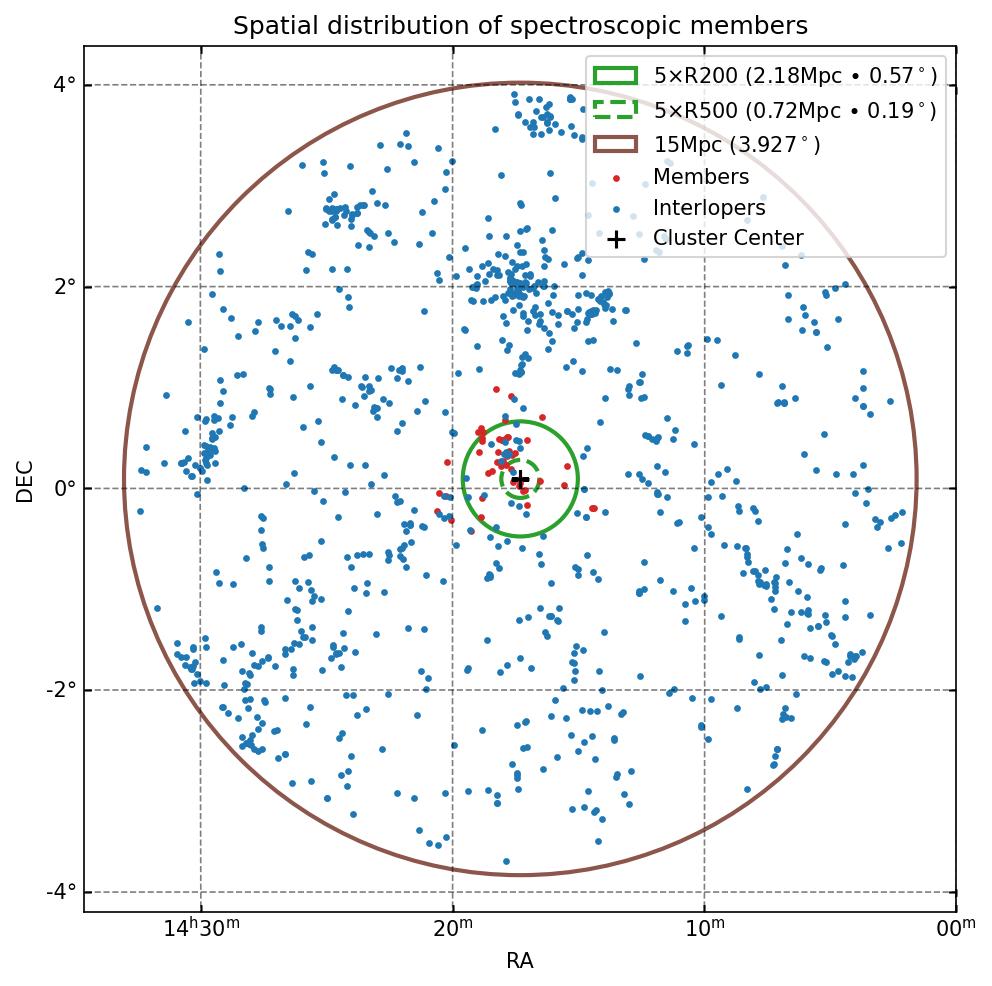 Spatial distribution of spectroscopic members
5×R200 (2.18Mpc • 0.57°)
5×R500 (0.72Mpc • 0.19°)
15Mpc (3.927°)
Members
Interlopers
Cluster Center
4°
2°
0°
-2°
-4°
DEC
14ʰ30ᵐ
20ᵐ
10ᵐ
00ᵐ
RA